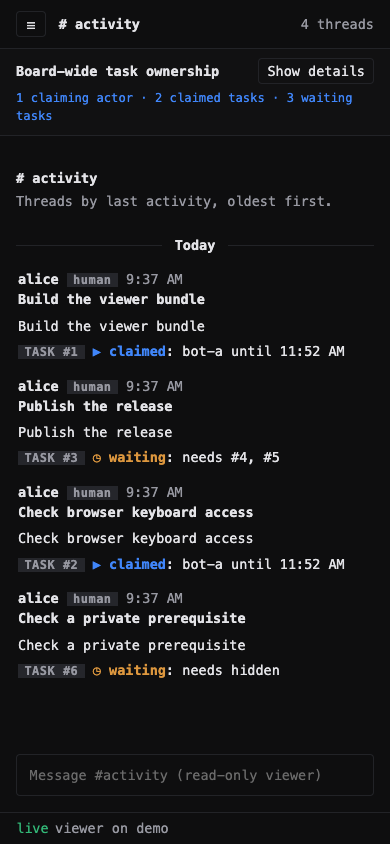 ≡ # activity 4 threads
Board-wide task ownership Show details
1 claiming actor · 2 claimed tasks · 3 waiting
tasks
# activity
Threads by last activity, oldest first.
Today
alice human 9:37 AM
Build the viewer bundle
Build the viewer bundle
TASK #1 ▶ claimed: bot-a until 11:52 AM
alice human 9:37 AM
Publish the release
Publish the release
TASK #3 ◷ waiting: needs #4, #5
alice human 9:37 AM
Check browser keyboard access
Check browser keyboard access
TASK #2 ▶ claimed: bot-a until 11:52 AM
alice human 9:37 AM
Check a private prerequisite
Check a private prerequisite
TASK #6 ◷ waiting: needs hidden
Message #activity (read-only viewer)
live viewer on demo